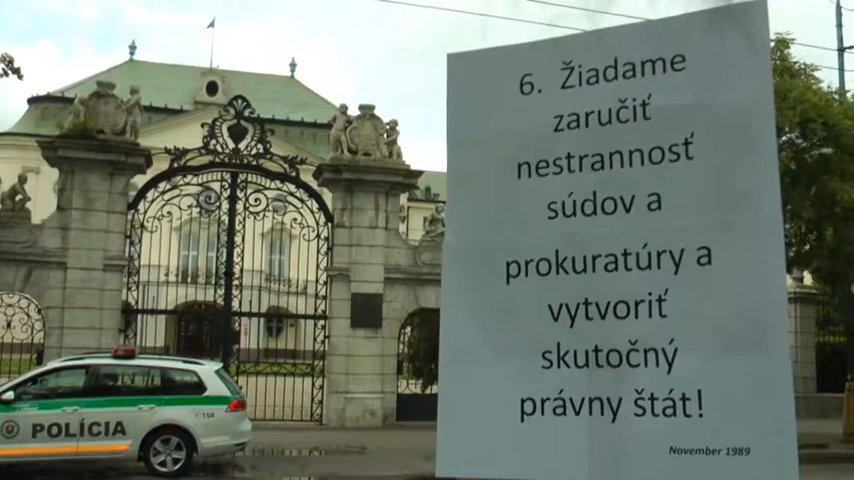 6. Žiadame
zaručiť
nestrannosť
súdov a
prokuratúry a
vytvoriť
skutočný
právny štát!
November 1989
POLÍCIA
158